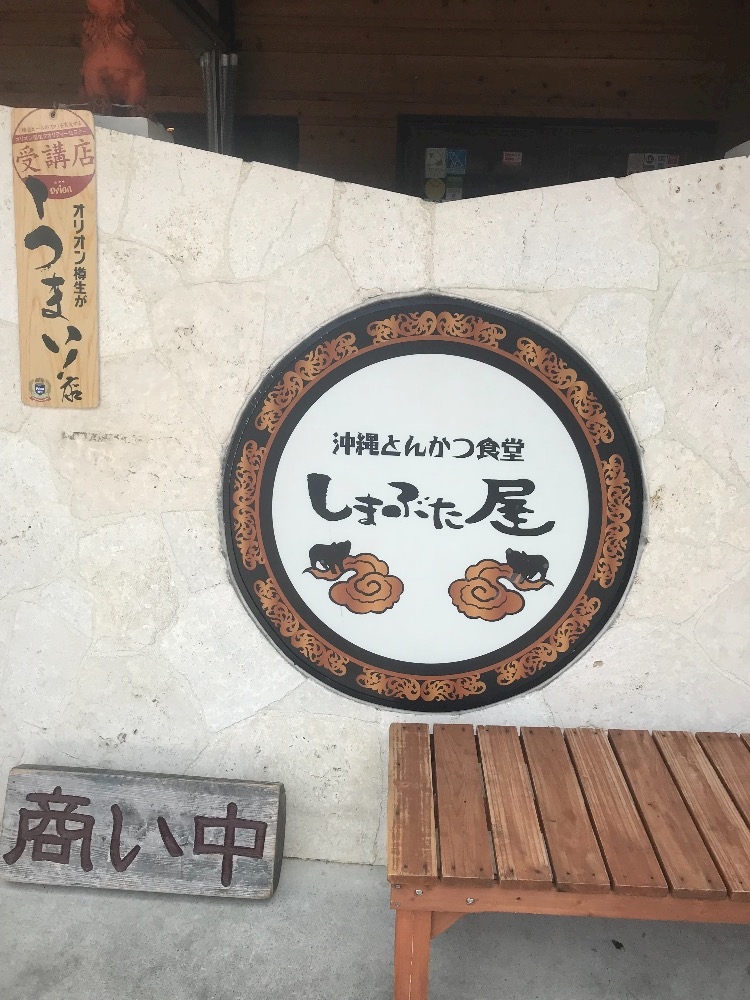 受講店
Orion
オリオン樽生が
うまい店
沖縄とんかつ食堂
しまぶた屋
商い中